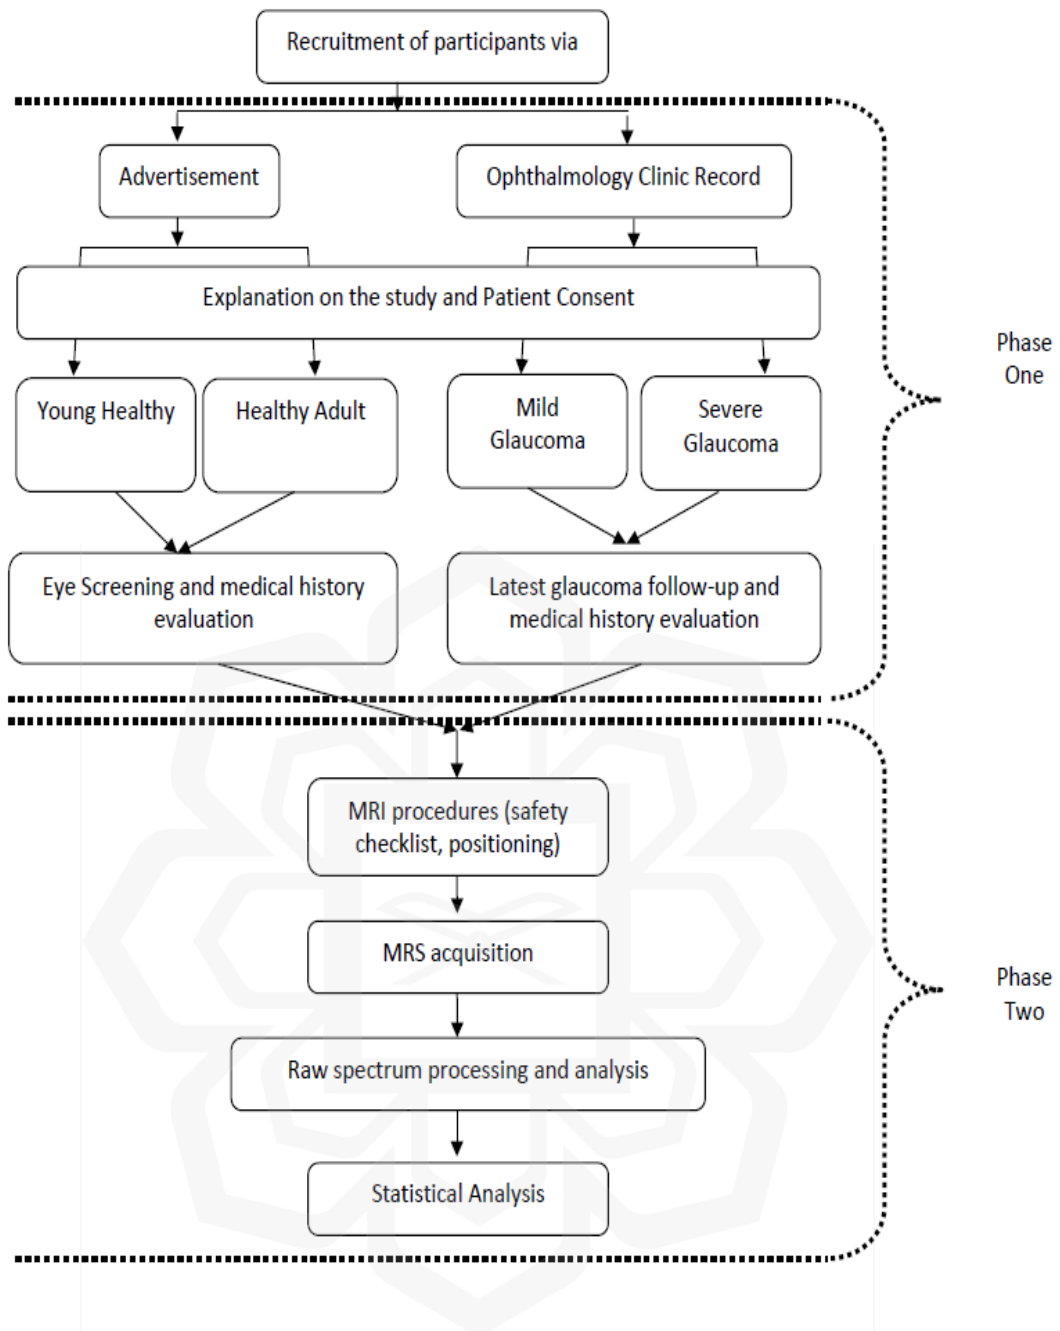 Recruitment of participants via
Advertisement
Ophthalmology Clinic Record
Explanation on the study and Patient Consent
Phase
One
Young Healthy
Healthy Adult
Mild
Glaucoma
Severe
Glaucoma
Eye Screening and medical history
evaluation
Latest glaucoma follow-up and
medical history evaluation
MRI procedures (safety
checklist, positioning)
MRS acquisition
Phase
Two
Raw spectrum processing and analysis
Statistical Analysis